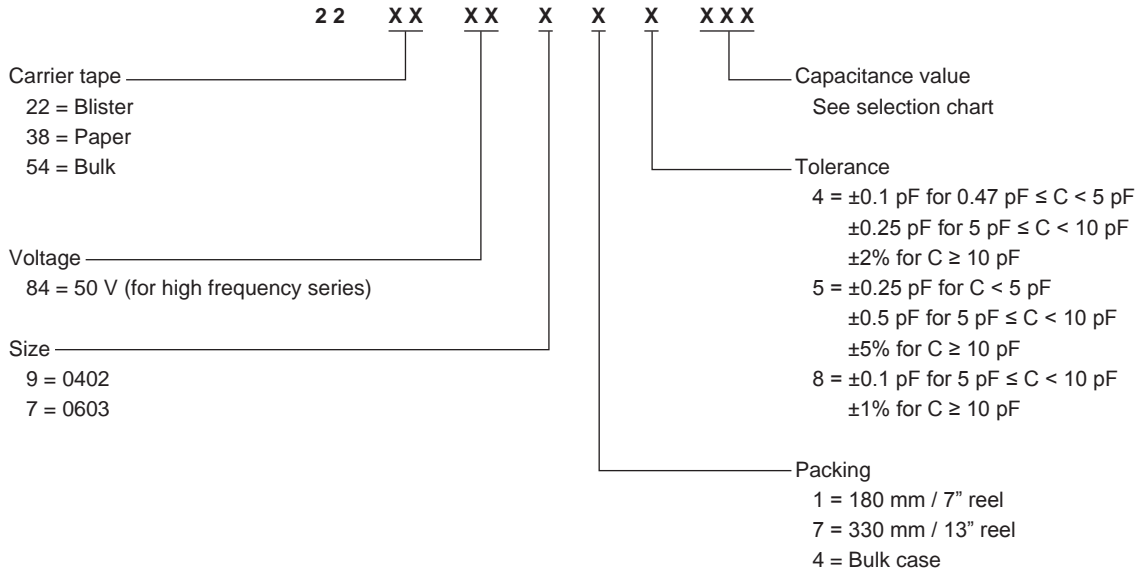 22 XX XX X X X XXX
Carrier tape
22 = Blister
38 = Paper
54 = Bulk
Voltage
84 = 50 V (for high frequency series)
Size
9 = 0402
7 = 0603
Capacitance value
See selection chart
Tolerance
4 = ±0.1 pF for 0.47 pF ≤ C < 5 pF
±0.25 pF for 5 pF ≤ C < 10 pF
±2% for C ≥ 10 pF
5 = ±0.25 pF for C < 5 pF
±0.5 pF for 5 pF ≤ C < 10 pF
±5% for C ≥ 10 pF
8 = ±0.1 pF for 5 pF ≤ C < 10 pF
±1% for C ≥ 10 pF
Packing
1 = 180 mm / 7” reel
7 = 330 mm / 13” reel
4 = Bulk case